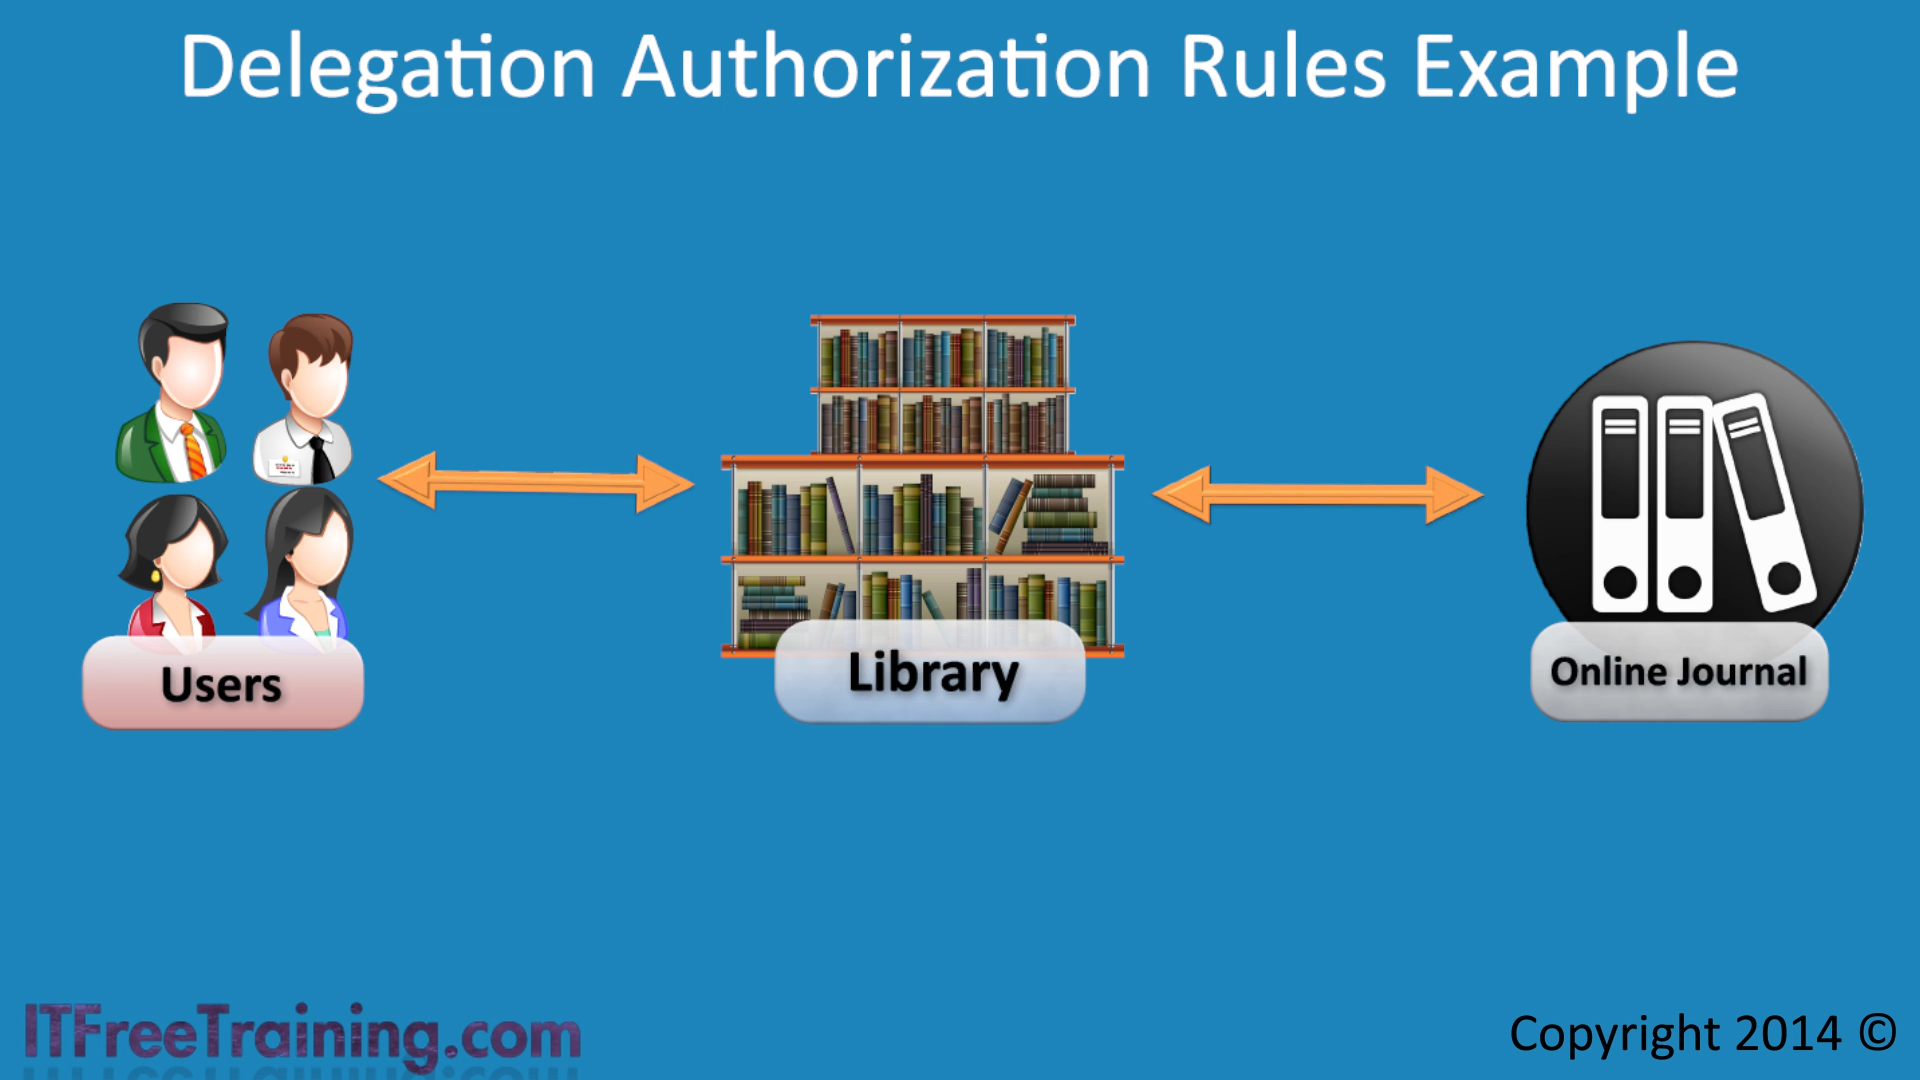 Delegation Authorization Rules Example
Users
Library
Online Journal
ITFreeTraining.com
Copyright 2014 ©